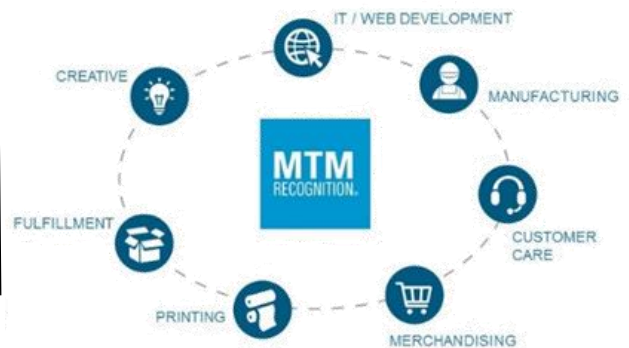 IT / WEB DEVELOPMENT
CREATIVE
MANUFACTURING
MTM
RECOGNITION®
FULFILLMENT
CUSTOMER
CARE
PRINTING
MERCHANDISING